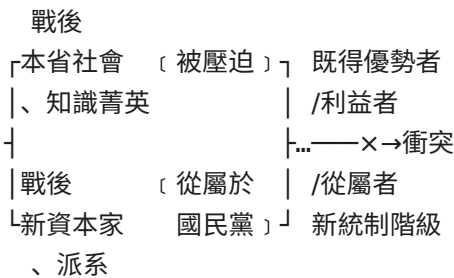 戰後
┌本省社會 ﹝被壓迫﹞┐ 既得優勢者
│、知識菁英 │ /利益者
┤ ├…──×→衝突
│戰後 ﹝從屬於 │ /從屬者
└新資本家 國民黨﹞┘ 新統制階級
、派系